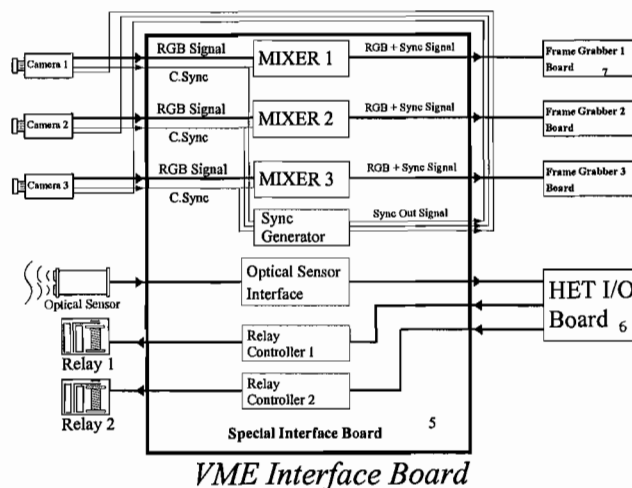 Camera 1
RGB Signal
C.Sync
MIXER 1
RGB + Sync Signal
Frame Grabber 1
Board 7
Camera 2
RGB Signal
C.Sync
MIXER 2
RGB + Sync Signal
Frame Grabber 2
Board
Camera 3
RGB Signal
C.Sync
MIXER 3
RGB + Sync Signal
Frame Grabber 3
Board
Sync
Generator
Sync Out Signal
Optical Sensor
Optical Sensor
Interface
HET I/O
Board 6
Relay 1
Relay
Controller 1
Relay 2
Relay
Controller 2
Special Interface Board 5
VME Interface Board